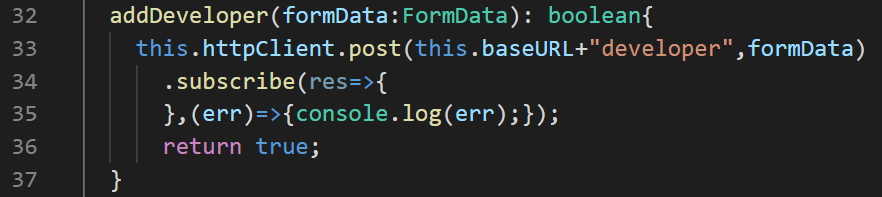 32 addDeveloper(formData:FormData): boolean{
33 this.httpClient.post(this.baseURL+"developer",formData)
34 .subscribe(res=>{
35 },(err)=>{console.log(err);});
36 return true;
37 }